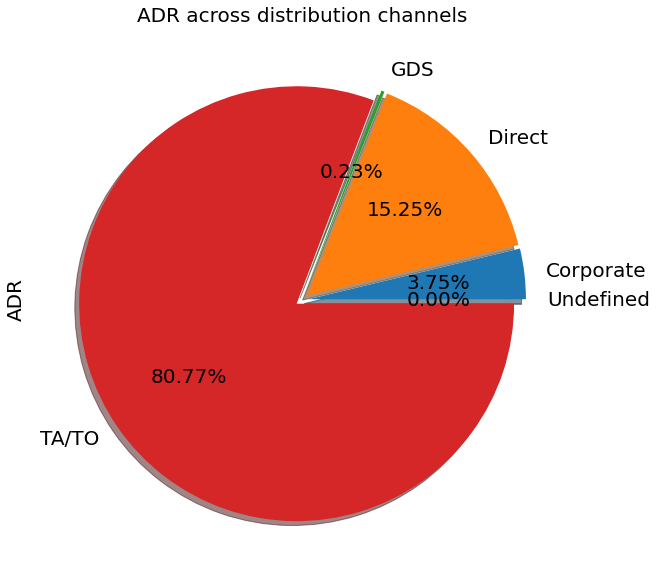 ADR across distribution channels
GDS
Direct
0.23%
15.25%
Corporate
3.75%
Undefined
0.00%
ADR
80.77%
TA/TO